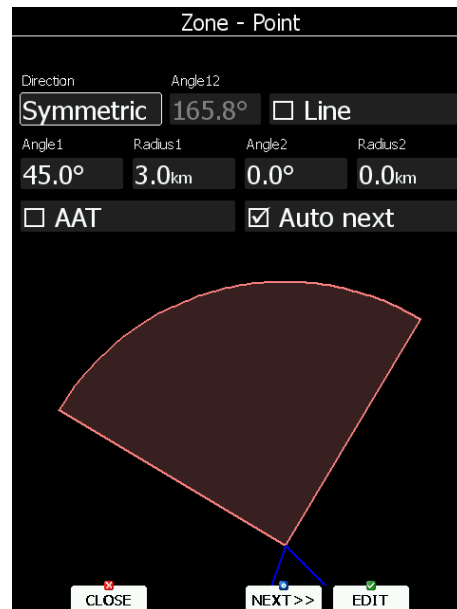 Zone - Point
Direction Angle12
Symmetric 165.8° Line
Angle1 Radius1 Angle2 Radius2
45.0° 3.0km 0.0° 0.0km
AAT Auto next
CLOSE NEXT>> EDIT